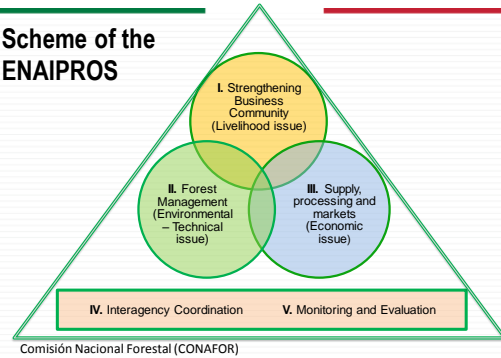 Scheme of the
ENAIPROS
I. Strengthening
Business
Community
(Livelihood issue)
II. Forest
Management
(Environmental
– Technical
issue)
III. Supply,
processing and
markets
(Economic
issue)
IV. Interagency Coordination
V. Monitoring and Evaluation
Comisión Nacional Forestal (CONAFOR)